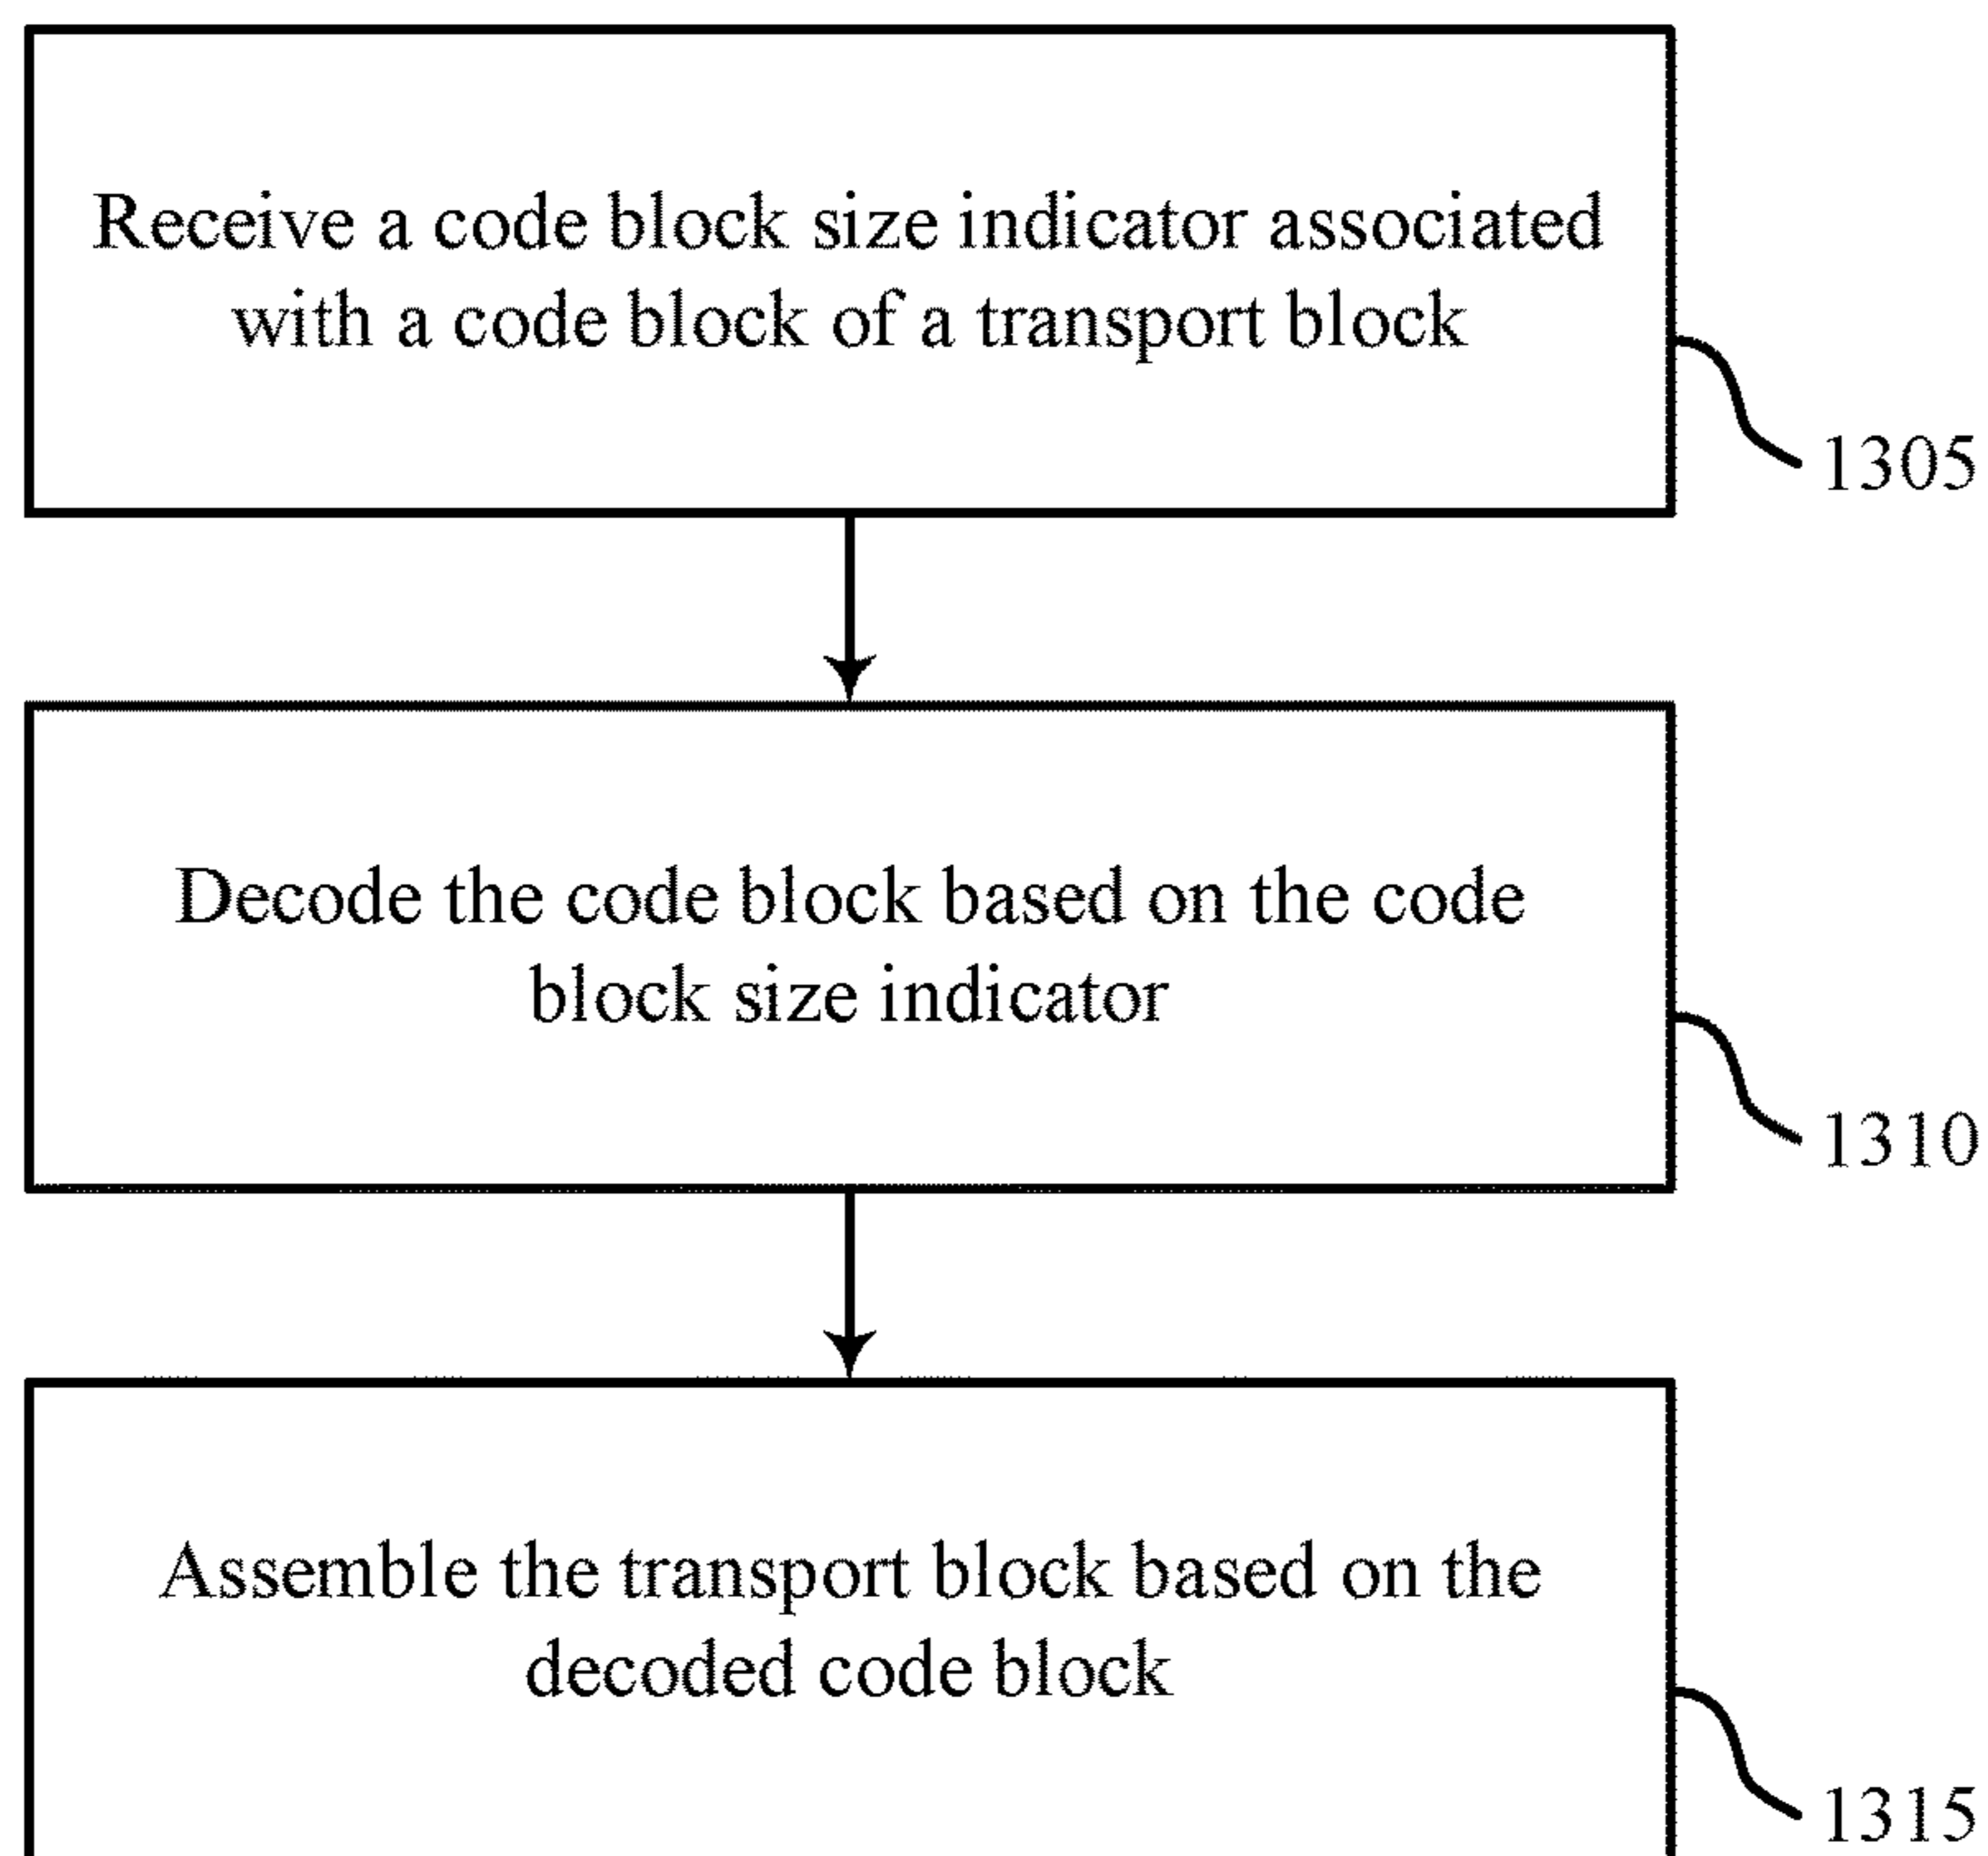 Receive a code block size indicator associated
with a code block of a transport block
1305
Decode the code block based on the code
block size indicator
1310
Assemble the transport block based on the
decoded code block
1315